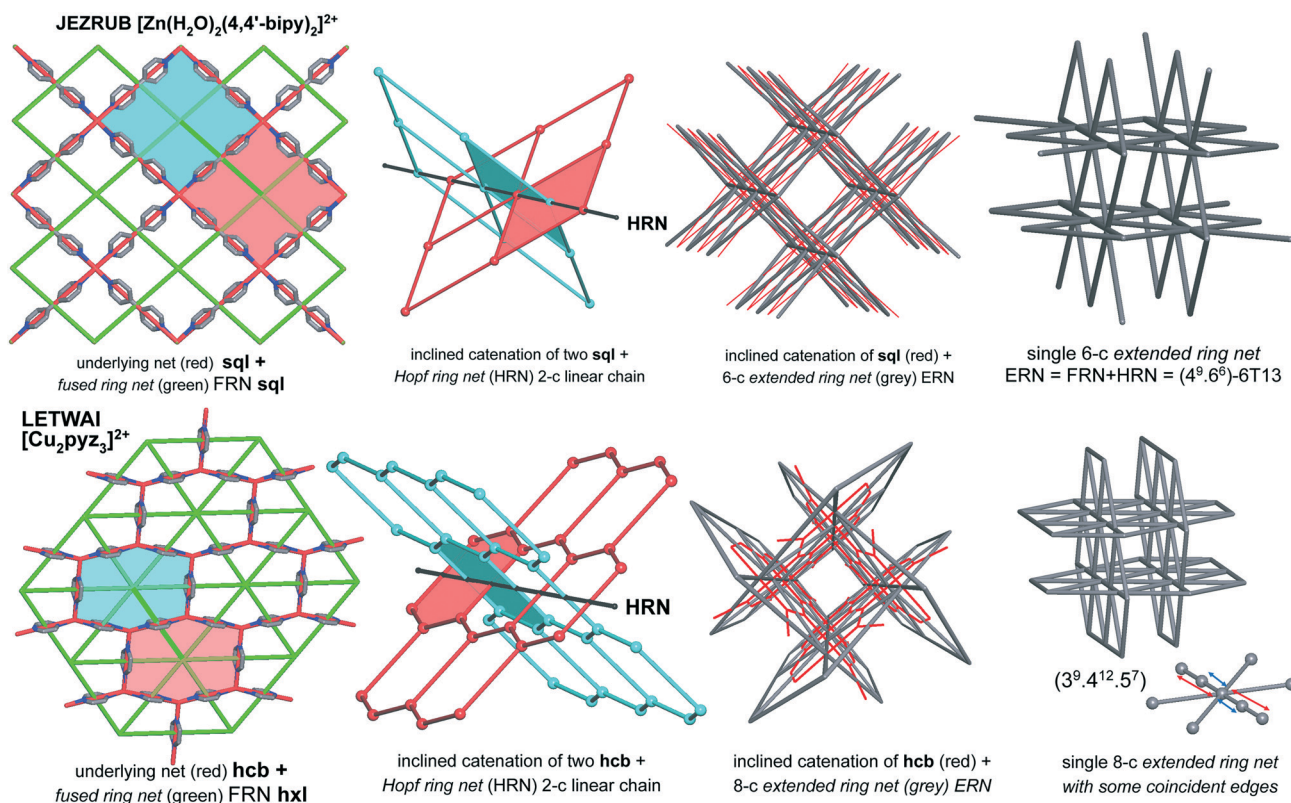 JEZRUB [Zn(H₂O)₂(4,4'-bipy)₂]²⁺
underlying net (red) sql +
fused ring net (green) FRN sql
HRN
inclined catenation of two sql +
Hopf ring net (HRN) 2-c linear chain
inclined catenation of sql (red) +
6-c extended ring net (grey) ERN
single 6-c extended ring net
ERN = FRN+HRN = (4⁹.6⁶)-6T13
LETWAI
[Cu₂pyz₃]²⁺
underlying net (red) hcb +
fused ring net (green) FRN hxl
HRN
inclined catenation of two hcb +
Hopf ring net (HRN) 2-c linear chain
inclined catenation of hcb (red) +
8-c extended ring net (grey) ERN
(3⁹.4¹².5⁷)
single 8-c extended ring net
with some coincident edges